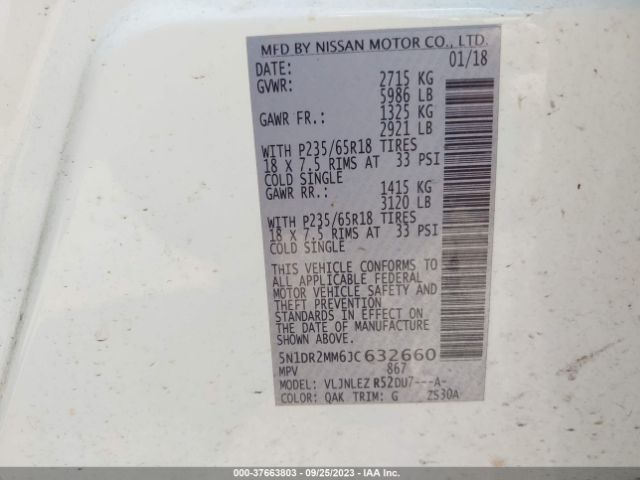 MFD BY NISSAN MOTOR CO., LTD.
DATE: 01/18
GVWR: 2715 KG
5986 LB
GAWR FR.: 1325 KG
2921 LB
WITH P235/65R18 TIRES
18 X 7.5 RIMS AT 33 PSI
COLD SINGLE
GAWR RR.: 1415 KG
3120 LB
WITH P235/65R18 TIRES
18 X 7.5 RIMS AT 33 PSI
COLD SINGLE
THIS VEHICLE CONFORMS TO
ALL APPLICABLE FEDERAL
MOTOR VEHICLE SAFETY AND
THEFT PREVENTION
STANDARDS IN EFFECT ON
THE DATE OF MANUFACTURE
SHOWN ABOVE.
5N1DR2MM6JC632660
MPV 867
MODEL: VLJNLEZ R52DU7---A-
COLOR: QAK TRIM: G ZS30A
000-37663803 - 09/25/2023 - IAA Inc.